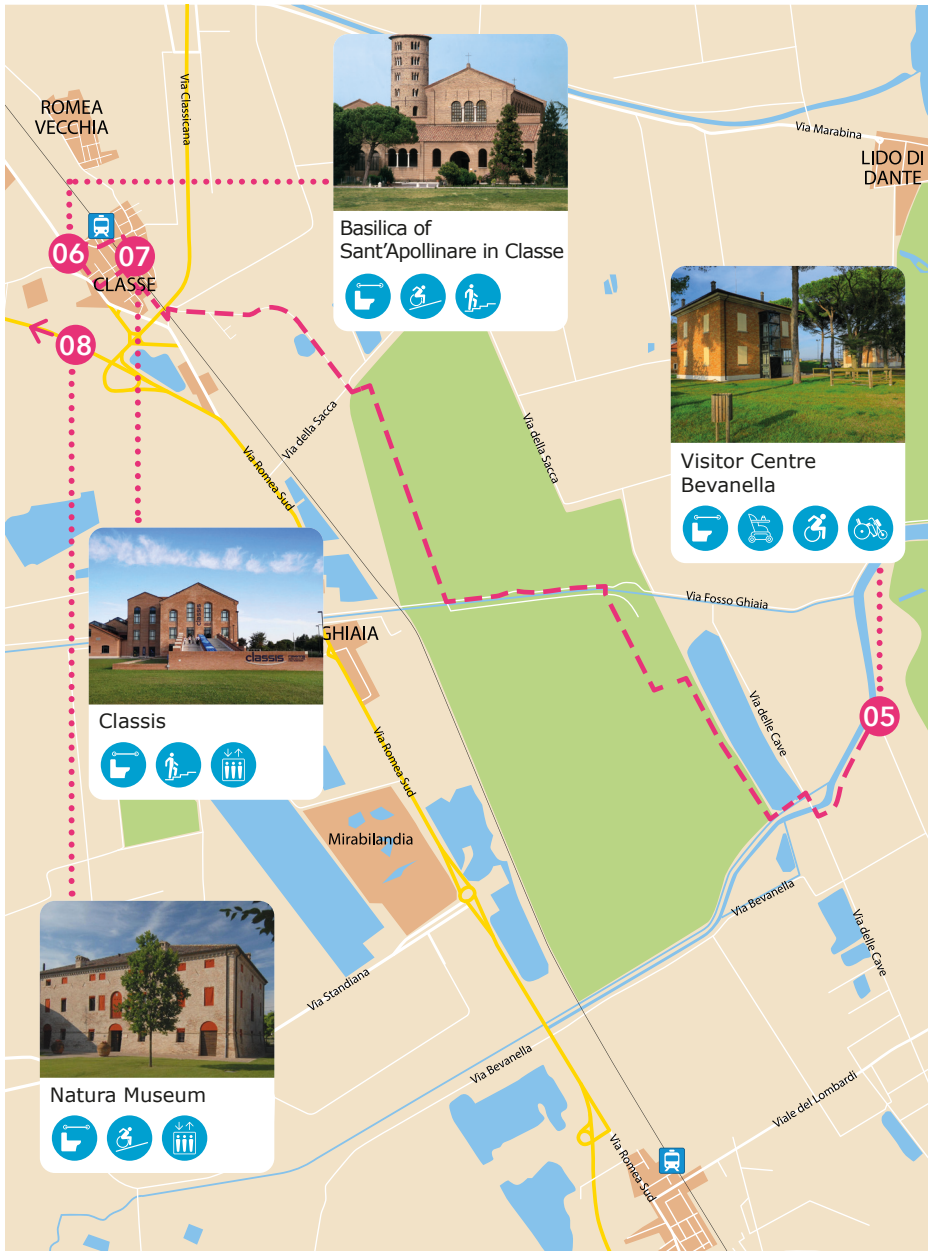 ROMEA
VECCHIA
Via Classicana
Via Marabina
LIDO DI
DANTE
Basilica of
Sant'Apollinare in Classe
06
07
CLASSE
08
Via della Sacca
Via della Sacca
Via Romea Sud
Visitor Centre
Bevanella
Via Fosso Ghiaia
GHIAIA
classis
Classis
Via delle Cave
05
Via Romea Sud
Mirabilandia
Via Bevanella
Via delle Cave
Via Standiana
Natura Museum
Via Bevanella
Viale del Lombardi
Via Romea Sud